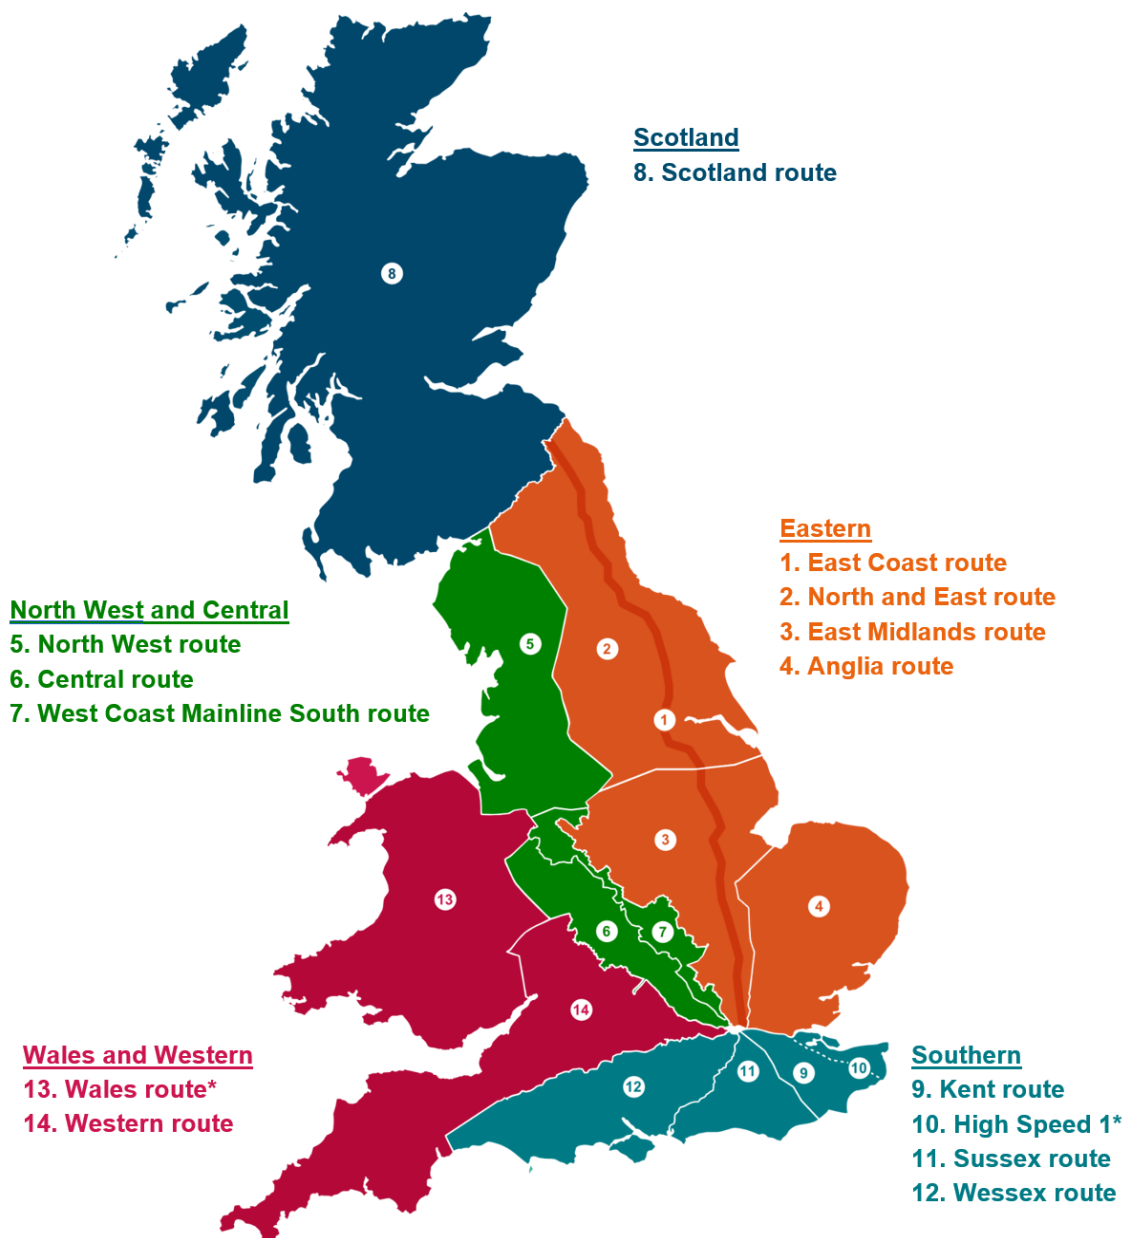 Scotland
8. Scotland route
8
Eastern
1. East Coast route
2. North and East route
3. East Midlands route
4. Anglia route
North West and Central
5. North West route
6. Central route
7. West Coast Mainline South route
5
2
1
3
13
4
6
7
14
Wales and Western
13. Wales route*
14. Western route
12
11
9
10
Southern
9. Kent route
10. High Speed 1*
11. Sussex route
12. Wessex route